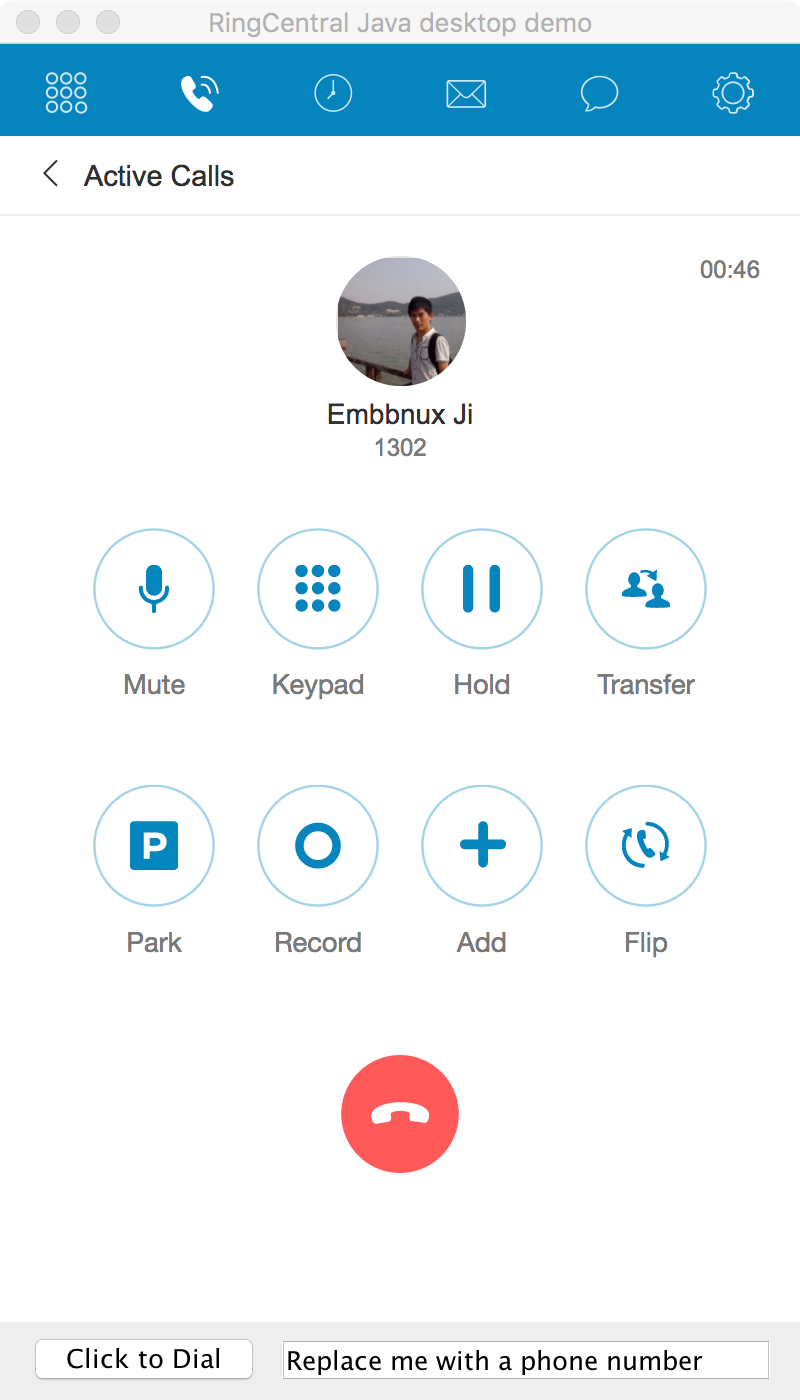 RingCentral Java desktop demo
Active Calls
00:46
Embbnux Ji
1302
Mute Keypad Hold Transfer
P
Park Record Add Flip
Click to Dial Replace me with a phone number